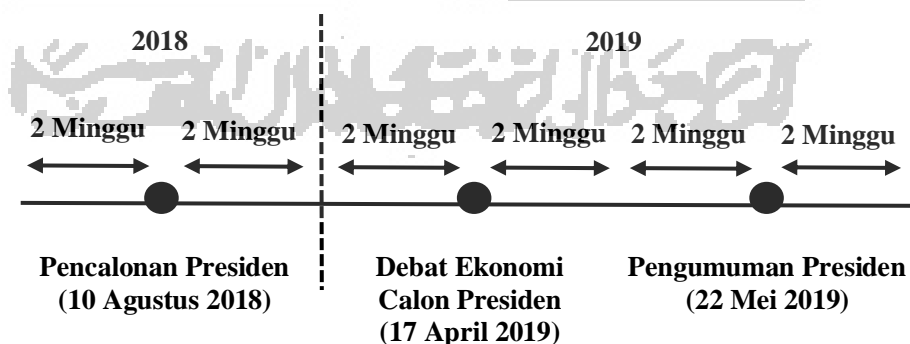 2018
2019
2 Minggu
2 Minggu
2 Minggu
2 Minggu
2 Minggu
2 Minggu
Pencalonan Presiden
(10 Agustus 2018)
Debat Ekonomi
Calon Presiden
(17 April 2019)
Pengumuman Presiden
(22 Mei 2019)